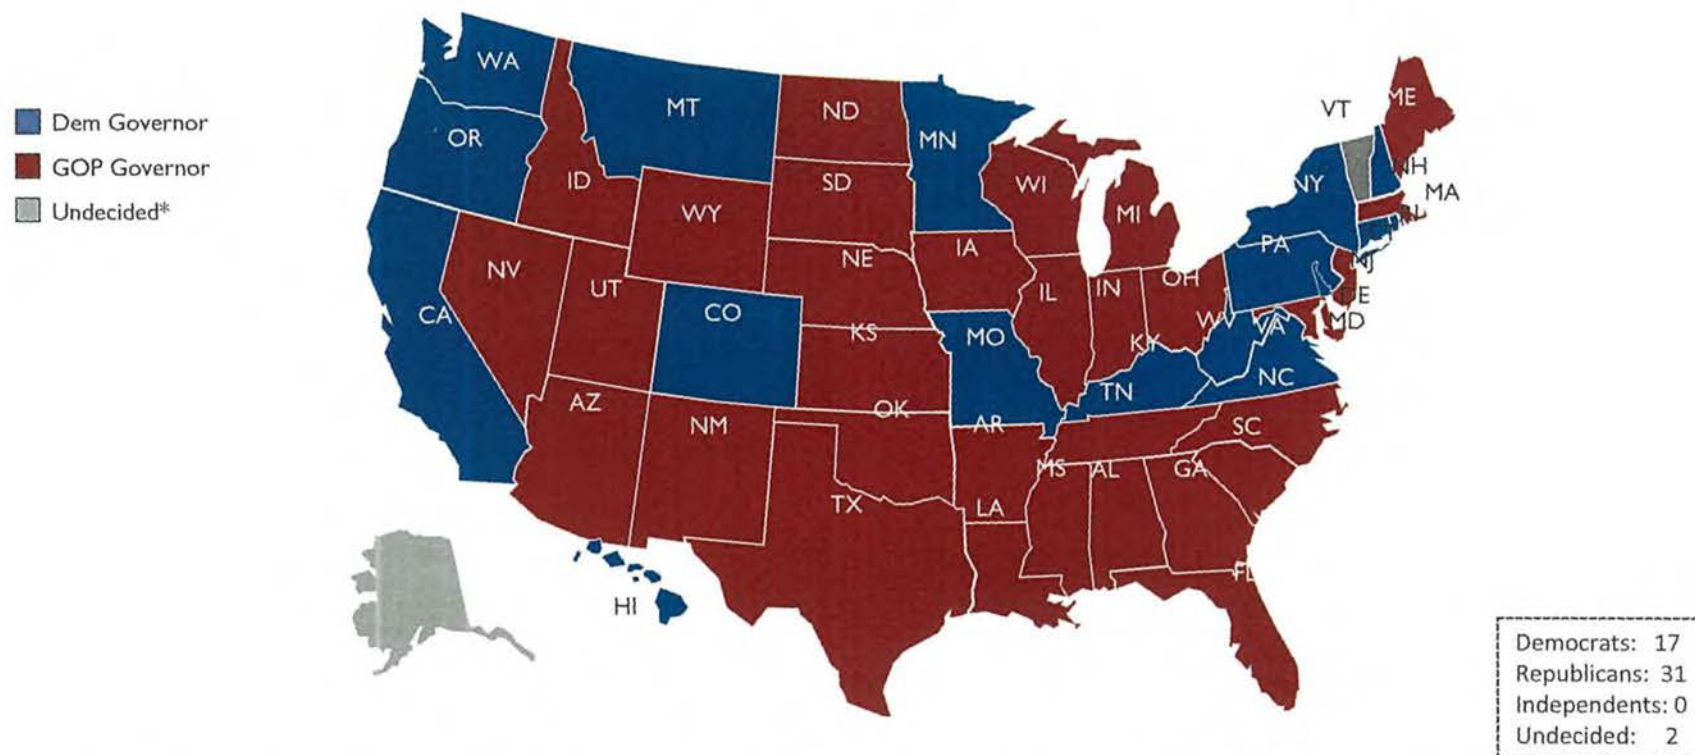 Dem Governor
GOP Governor
Undecided*
WA
OR
CA
ID
NV
MT
WY
UT
AZ
CO
NM
ND
SD
NE
KS
OK
TX
MN
IA
MO
AR
LA
WI
IL
MI
IN
OH
KY
TN
MS
AL
GA
FL
SC
NC
WV
VA
PA
NY
VT
ME
NH
MA
RI
NJ
DE
MD
HI
Democrats: 17
Republicans: 31
Independents: 0
Undecided: 2